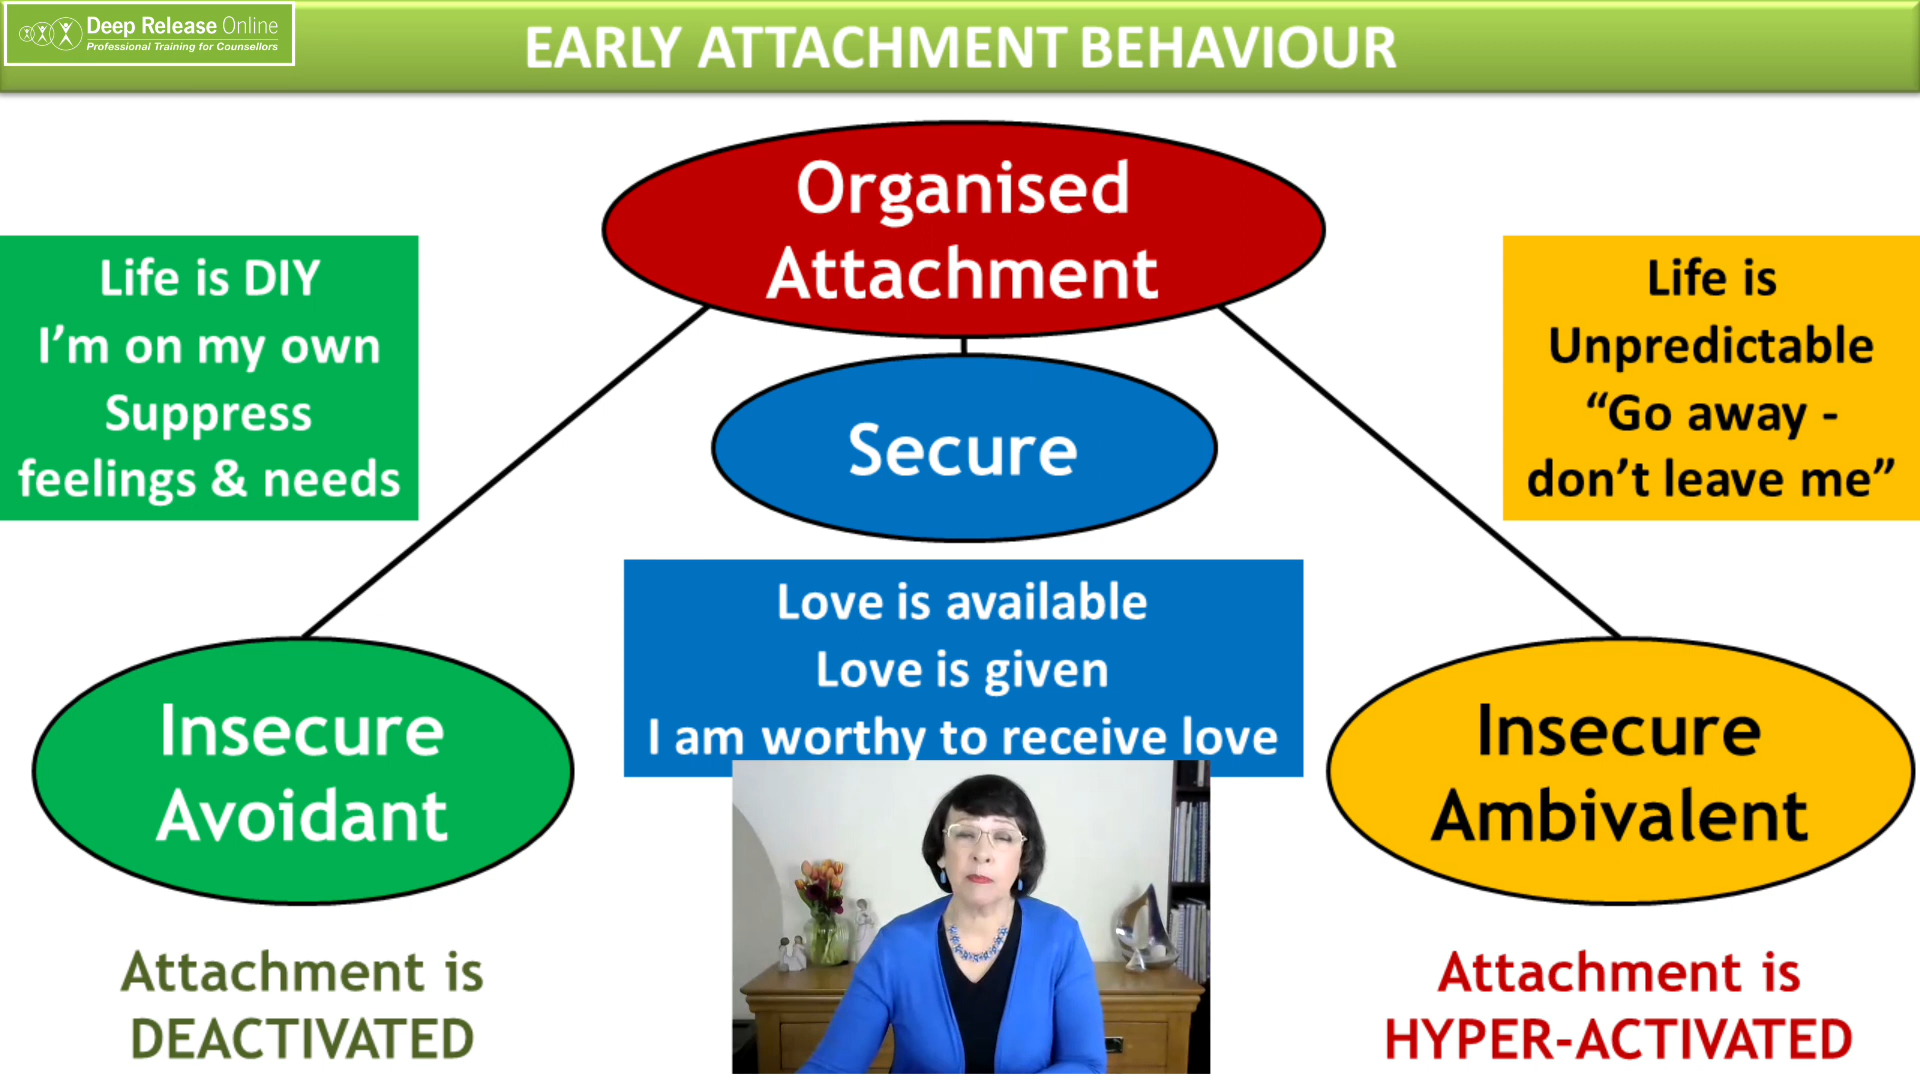 Deep Release Online
Professional Training for Counsellors
EARLY ATTACHMENT BEHAVIOUR
Organised
Attachment
Life is DIY
I’m on my own
Suppress
feelings & needs
Secure
Life is
Unpredictable
“Go away -
don’t leave me”
Love is available
Love is given
I am worthy to receive love
Insecure
Avoidant
Insecure
Ambivalent
Attachment is
DEACTIVATED
Attachment is
HYPER-ACTIVATED